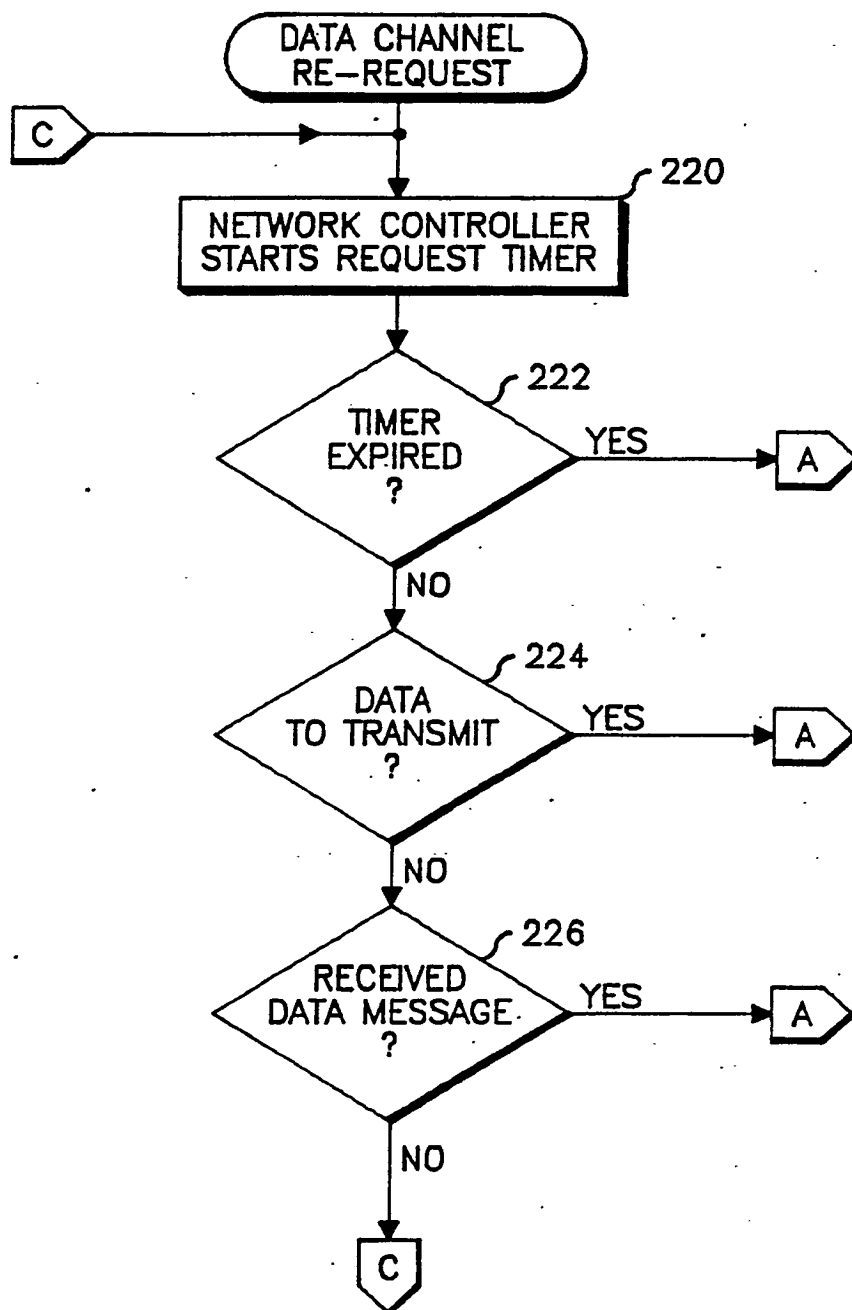 DATA CHANNEL
RE-REQUEST
C
220
NETWORK CONTROLLER
STARTS REQUEST TIMER
222
TIMER
EXPIRED
?
YES
A
NO
224
DATA
TO TRANSMIT
?
YES
A
NO
226
RECEIVED
DATA MESSAGE
?
YES
A
NO
C